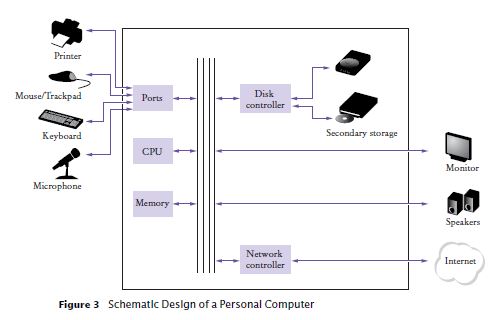 Printer
Mouse/Trackpad
Keyboard
Microphone
Ports
CPU
Memory
Disk
controller
Secondary storage
Network
controller
Monitor
Speakers
Internet
Figure 3 Schematic Design of a Personal Computer